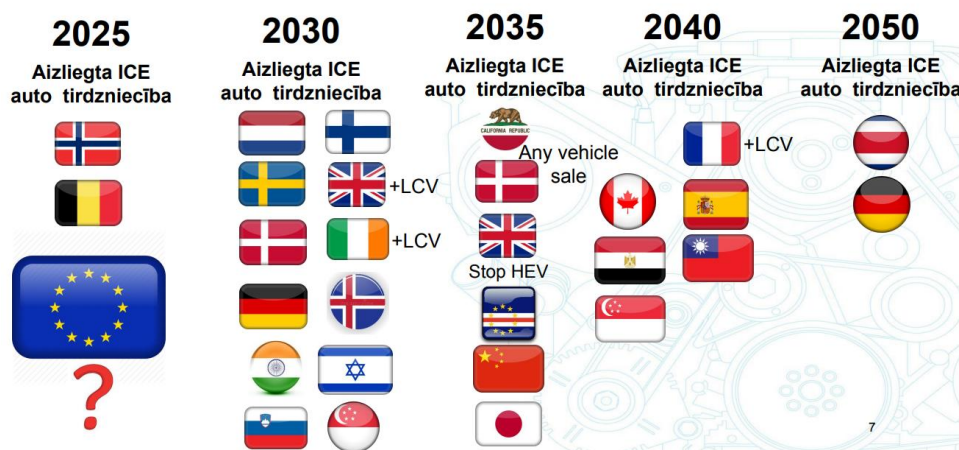 2025
Aizliegta ICE
auto tirdzniecība
?
2030
Aizliegta ICE
auto tirdzniecība
+LCV
+LCV
2035
Aizliegta ICE
auto tirdzniecība
CALIFORNIA REPUBLIC
Any vehicle
sale
Stop HEV
2040
Aizliegta ICE
auto tirdzniecība
+LCV
2050
Aizliegta ICE
auto tirdzniecība
7